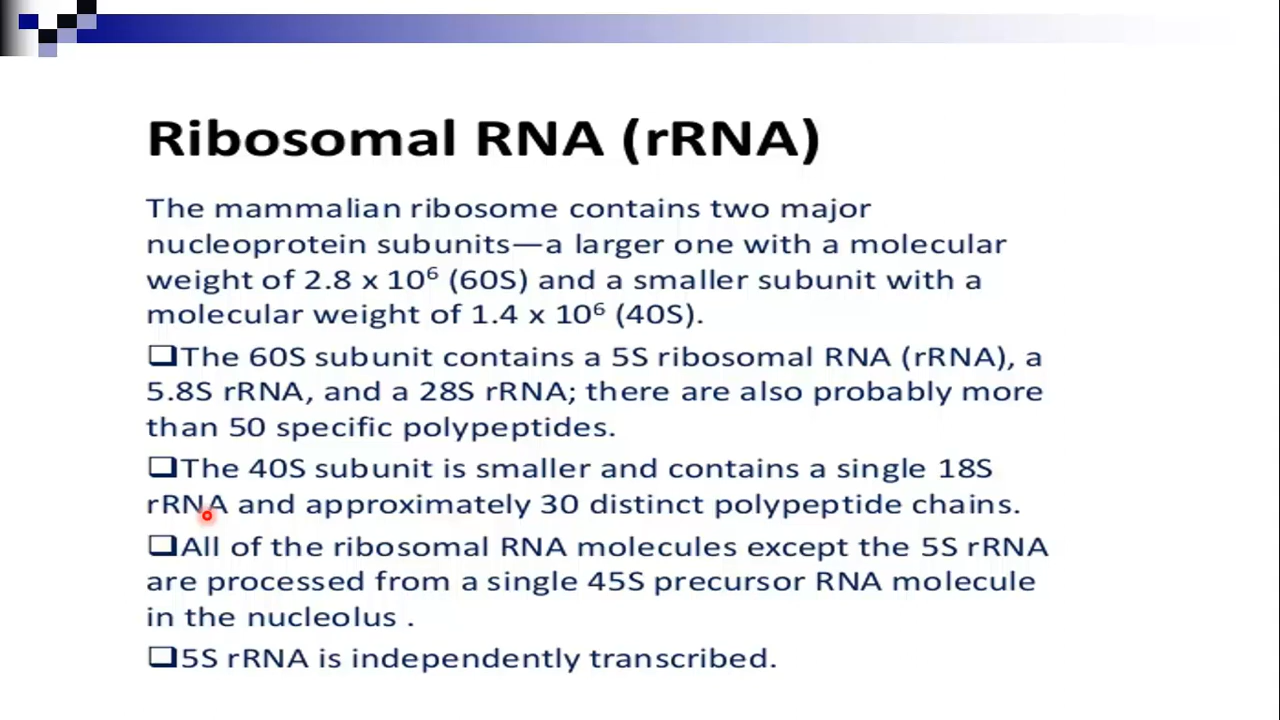 Ribosomal RNA (rRNA)
The mammalian ribosome contains two major
nucleoprotein subunits—a larger one with a molecular
weight of 2.8 x 10⁶ (60S) and a smaller subunit with a
molecular weight of 1.4 x 10⁶ (40S).
❑The 60S subunit contains a 5S ribosomal RNA (rRNA), a
5.8S rRNA, and a 28S rRNA; there are also probably more
than 50 specific polypeptides.
❑The 40S subunit is smaller and contains a single 18S
rRNA and approximately 30 distinct polypeptide chains.
❑All of the ribosomal RNA molecules except the 5S rRNA
are processed from a single 45S precursor RNA molecule
in the nucleolus .
❑5S rRNA is independently transcribed.